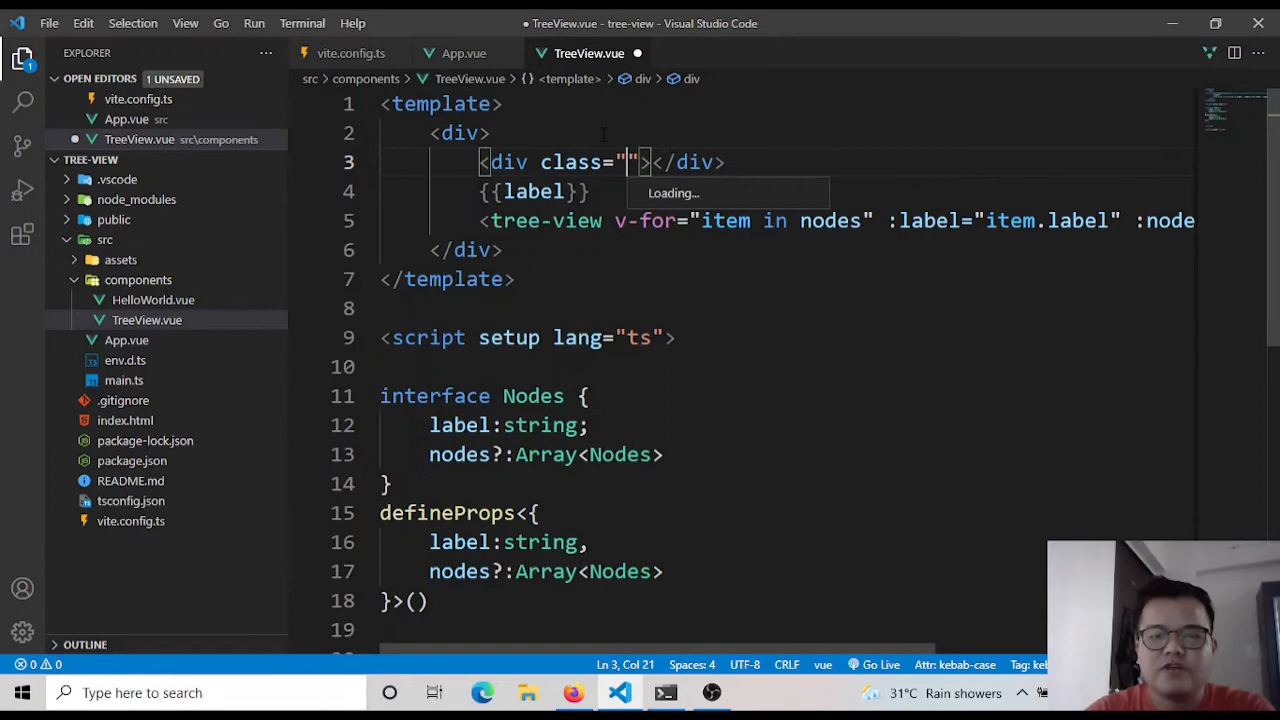 File Edit Selection View Go Run Terminal Help
● TreeView.vue - tree-view - Visual Studio Code
EXPLORER
OPEN EDITORS 1 UNSAVED
vite.config.ts
App.vue src
TreeView.vue src\components
TREE-VIEW
.vscode
node_modules
public
src
assets
components
HelloWorld.vue
TreeView.vue
App.vue
env.d.ts
main.ts
.gitignore
index.html
package-lock.json
package.json
README.md
tsconfig.json
vite.config.ts
OUTLINE
vite.config.ts App.vue TreeView.vue
src > components > TreeView.vue > {} <template> > div > div
1 <template>
2 <div>
3 <div class=""></div>
Loading...
4 {{label}}
5 <tree-view v-for="item in nodes" :label="item.label" :node
6 </div>
7 </template>
8
9 <script setup lang="ts">
10
11 interface Nodes {
12 label:string;
13 nodes?:Array<Nodes>
14 }
15 defineProps<{
16 label:string,
17 nodes?:Array<Nodes>
18 }>()
19
0 0 Ln 3, Col 21 Spaces: 4 UTF-8 CRLF vue Go Live Attr: kebab-case Tag: keb
Type here to search 31°C Rain showers